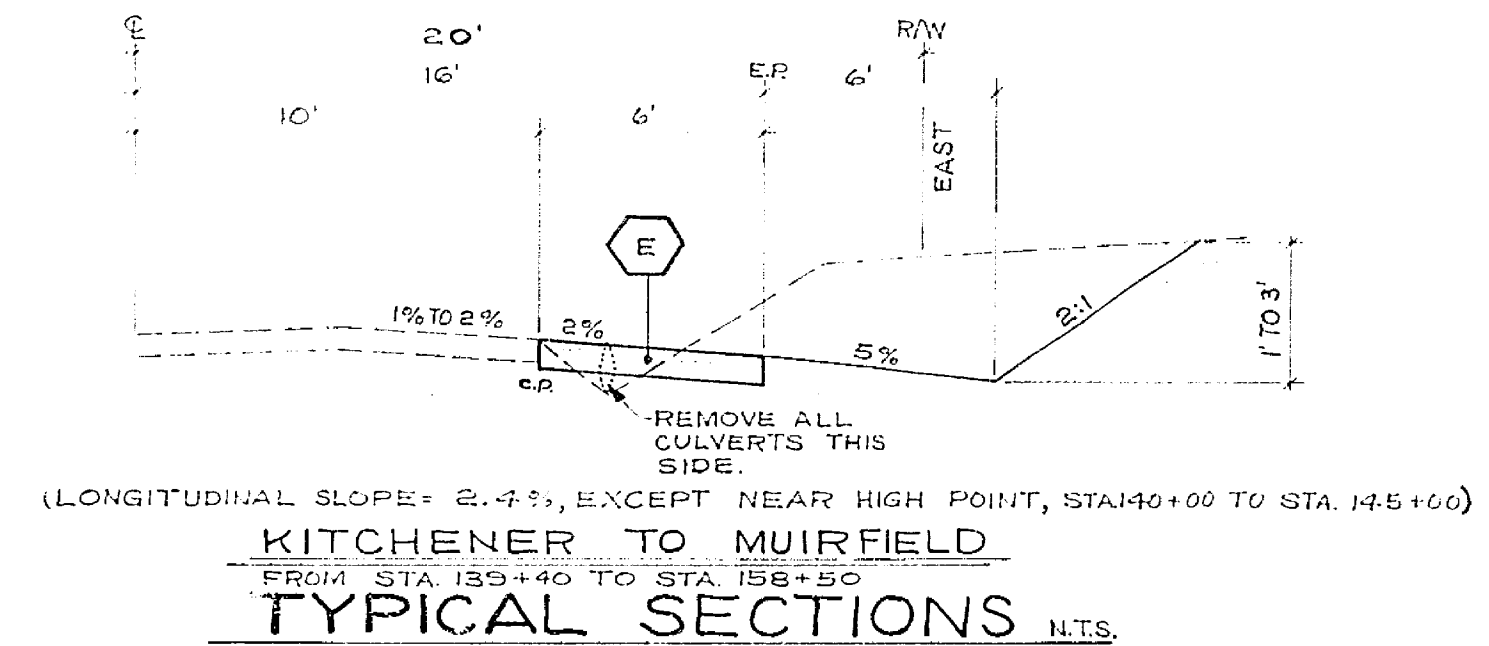 ℄
20'
R/W
16'
E.P.
6'
10'
6'
EAST
E
1% TO 2%
2%
5%
2:1
1' TO 3'
e.p.
REMOVE ALL
CULVERTS THIS
SIDE.
(LONGITUDINAL SLOPE= 2.4%, EXCEPT NEAR HIGH POINT, STA.140+00 TO STA. 145+00)
KITCHENER TO MUIRFIELD
FROM STA. 139+40 TO STA. 158+50
TYPICAL SECTIONS N.T.S.